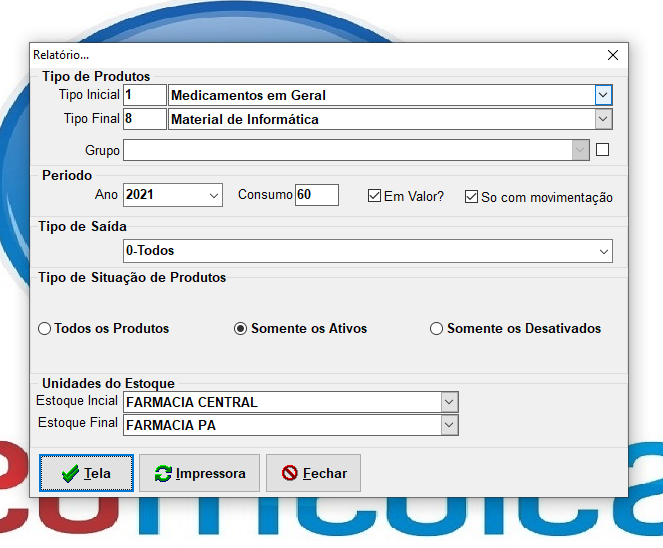 Relatório...
Tipo de Produtos
Tipo Inicial 1 Medicamentos em Geral
Tipo Final 8 Material de Informática
Grupo
Periodo
Ano 2021 Consumo 60 Em Valor? So com movimentação
Tipo de Saída
0-Todos
Tipo de Situação de Produtos
Todos os Produtos Somente os Ativos Somente os Desativados
Unidades do Estoque
Estoque Incial FARMACIA CENTRAL
Estoque Final FARMACIA PA
Tela Impressora Fechar